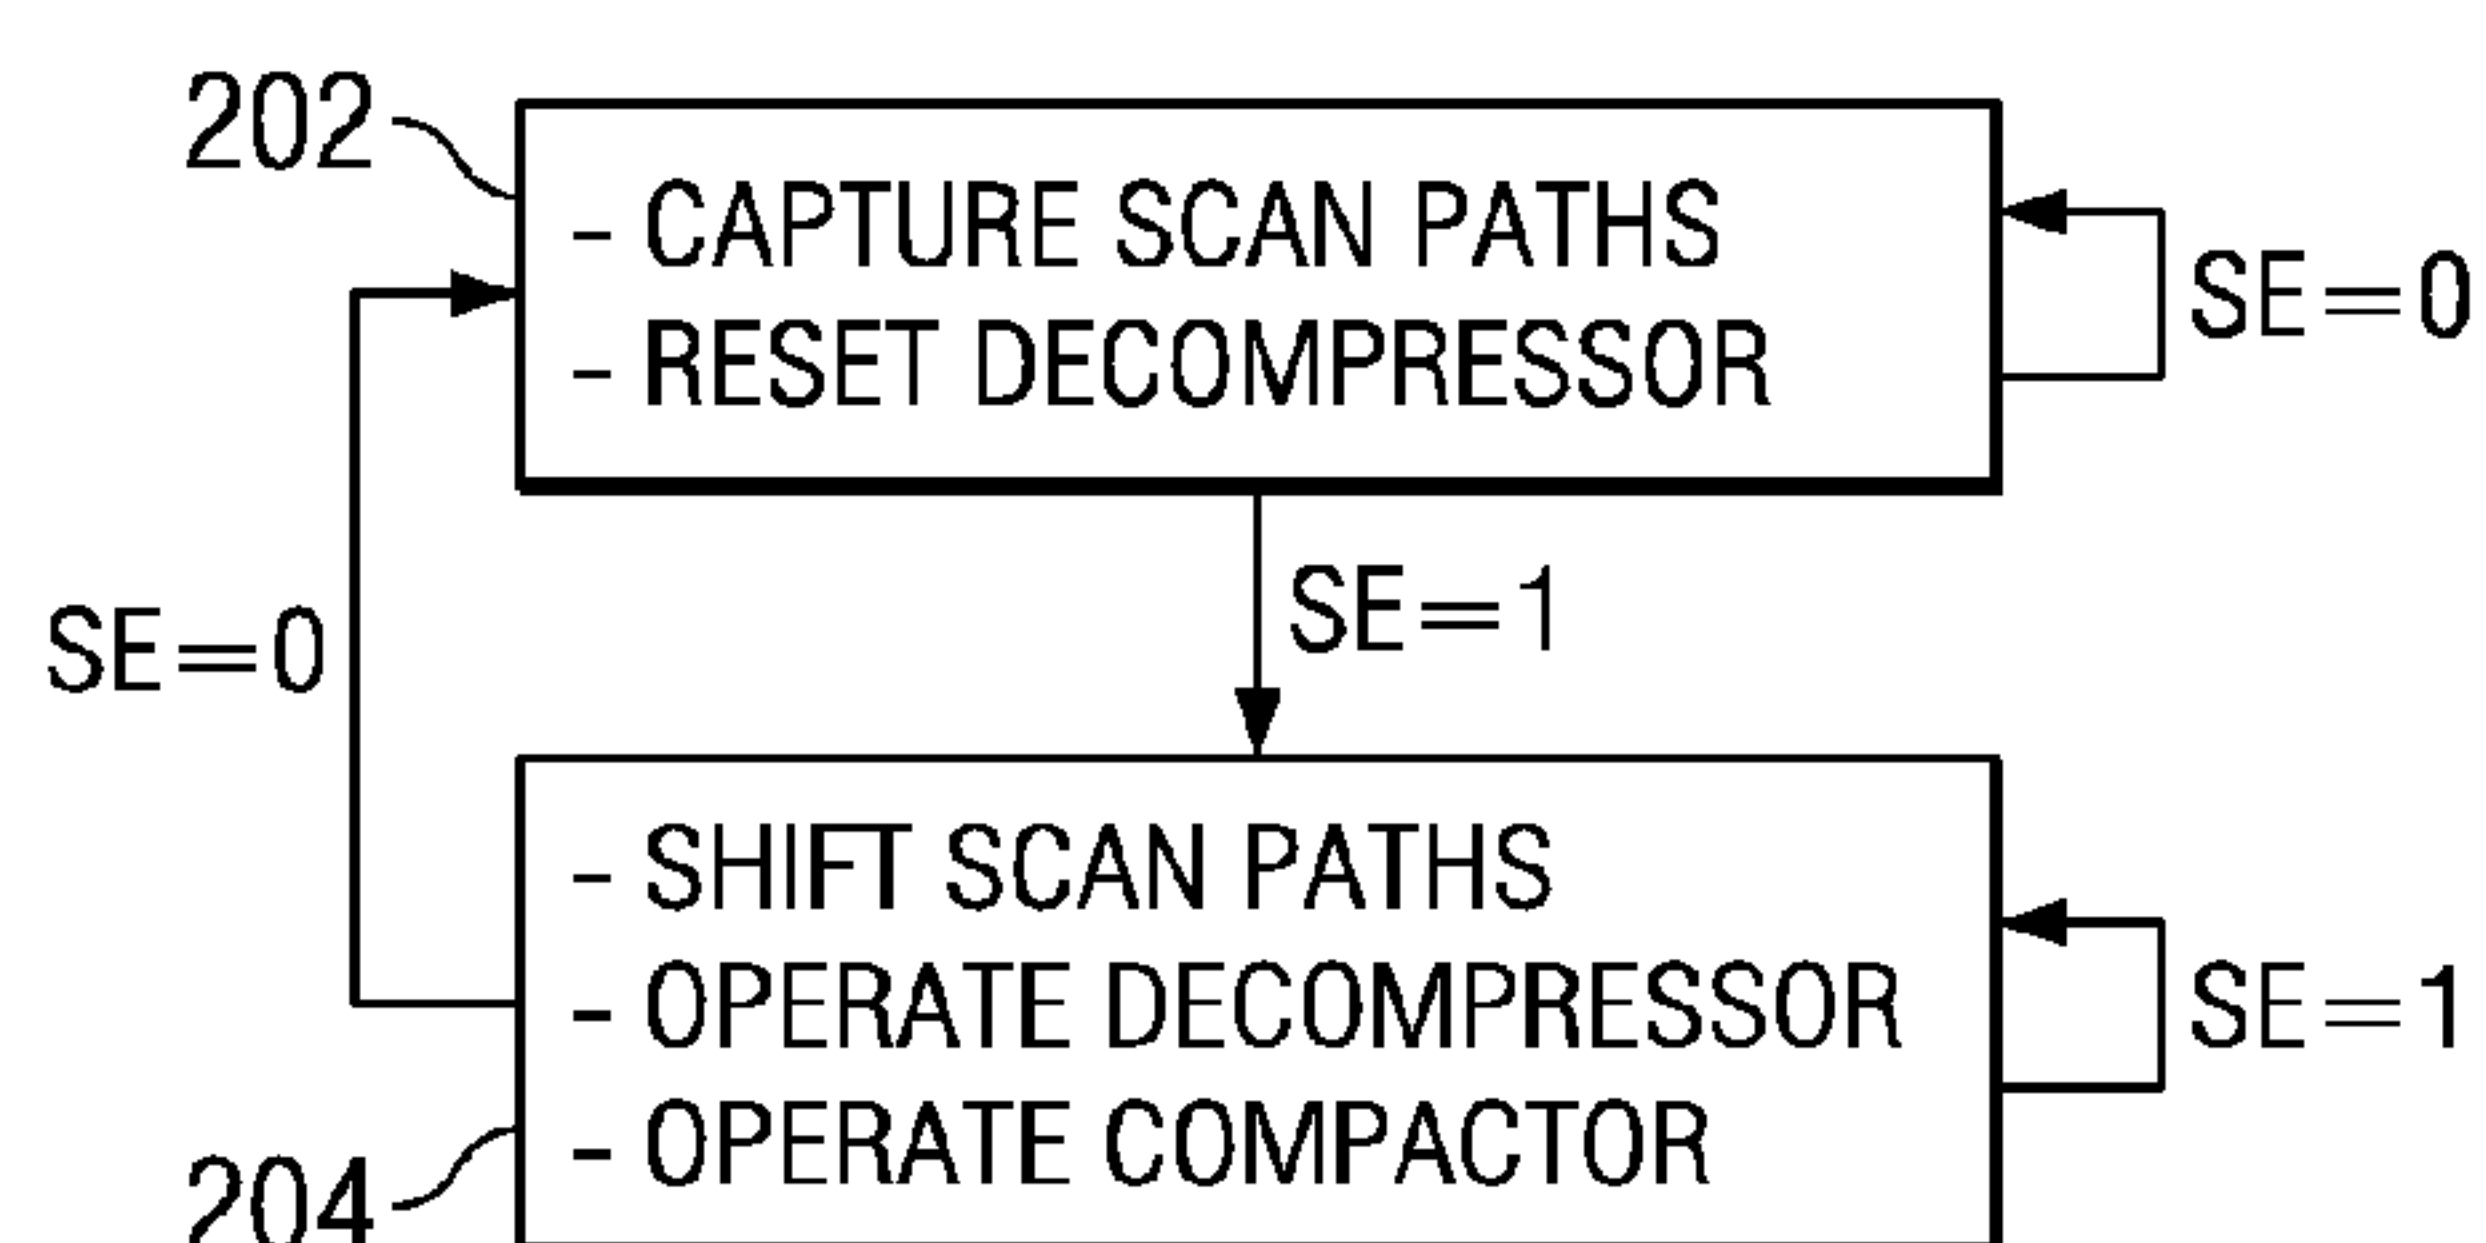 202
- CAPTURE SCAN PATHS
- RESET DECOMPRESSOR
SE=0
SE=1
SE=0
- SHIFT SCAN PATHS
- OPERATE DECOMPRESSOR
- OPERATE COMPACTOR
SE=1
204